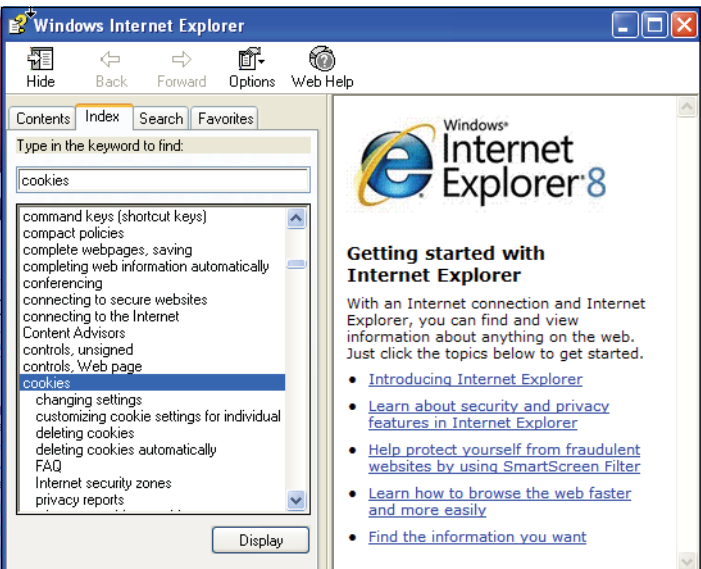 Windows Internet Explorer
Hide Back Forward Options Web Help
Contents Index Search Favorites
Type in the keyword to find:
cookies
command keys (shortcut keys)
compact policies
complete webpages, saving
completing web information automatically
conferencing
connecting to secure websites
connecting to the Internet
Content Advisors
controls, unsigned
controls, Web page
cookies
changing settings
customizing cookie settings for individual
deleting cookies
deleting cookies automatically
FAQ
Internet security zones
privacy reports
Display
Windows®
Internet
Explorer 8
Getting started with
Internet Explorer
With an Internet connection and Internet
Explorer, you can find and view
information about anything on the web.
Just click the topics below to get started.
• Introducing Internet Explorer
• Learn about security and privacy
features in Internet Explorer
• Help protect yourself from fraudulent
websites by using SmartScreen Filter
• Learn how to browse the web faster
and more easily
• Find the information you want